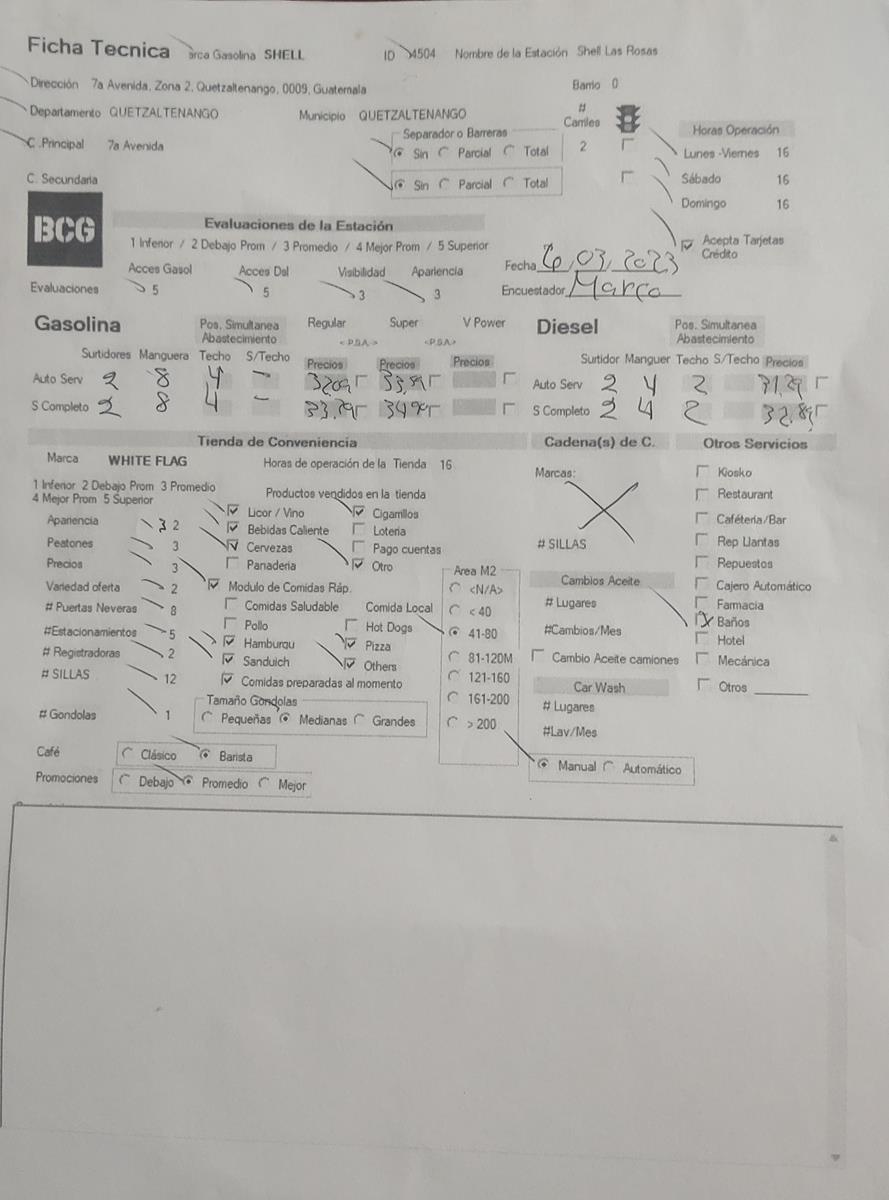 Ficha Tecnica arca Gasolina SHELL ID 4504 Nombre de la Estación Shell Las Rosas
Dirección 7a Avenida, Zona 2, Quetzaltenango, 0009, Guatemala Barrio 0
Departamento QUETZALTENANGO Municipio QUETZALTENANGO # Carriles
Separador o Barreras Horas Operación
C .Principal 7a Avenida Sin Parcial Total 2 Lunes -Viernes 16
C. Secundaria Sin Parcial Total Sábado 16
Domingo 16
BCG
Evaluaciones de la Estación
1 Inferior / 2 Debajo Prom / 3 Promedio / 4 Mejor Prom / 5 Superior
Acepta Tarjetas Crédito
Fecha 6,03,2023
Acces Gasol Acces Dsl Visibilidad Apariencia
Evaluaciones 5 5 3 3
Encuestador Marco
Gasolina Pos. Simultanea Abastecimiento Regular Super V Power
<P.S.A.> <P.S.A>
Surtidores Manguera Techo S/Techo Precios Precios Precios
Auto Serv 2 8 4 -
S Completo 2 8 4 -
Diesel Pos. Simultanea Abastecimiento
Surtidor Manguer Techo S/Techo Precios
Auto Serv 2 4 2
S Completo 2 4 2 32.89
Tienda de Conveniencia
Marca WHITE FLAG Horas de operación de la Tienda 16
1 Inferior 2 Debajo Prom 3 Promedio
4 Mejor Prom 5 Superior
Productos vendidos en la tienda
Apariencia 3 2
Peatones 3
Precios 3
Variedad oferta 2
# Puertas Neveras 8
#Estacionamientos 5
# Registradoras 2
# SILLAS 12
# Gondolas 1
Licor / Vino Cigarrillos
Bebidas Caliente Loteria
Cervezas Pago cuentas
Panaderia Otro
Modulo de Comidas Ráp.
Comidas Saludable Comida Local
Pollo Hot Dogs
Hamburqu Pizza
Sanduich Others
Comidas preparadas al momento
Tamaño Gondolas
Pequeñas Medianas Grandes
Area M2
<N/A>
< 40
41-80
81-120M
121-160
161-200
> 200
Café Clásico Barista
Promociones Debajo Promedio Mejor
Cadena(s) de C.
Marcas:
# SILLAS
Cambios Aceite
# Lugares
#Cambios/Mes
Cambio Aceite camiones
Car Wash
# Lugares
#Lav/Mes
Manual Automático
Otros Servicios
Kiosko
Restaurant
Caféteria/Bar
Rep Llantas
Repuestos
Cajero Automático
Farmacia
Baños
Hotel
Mecánica
Otros